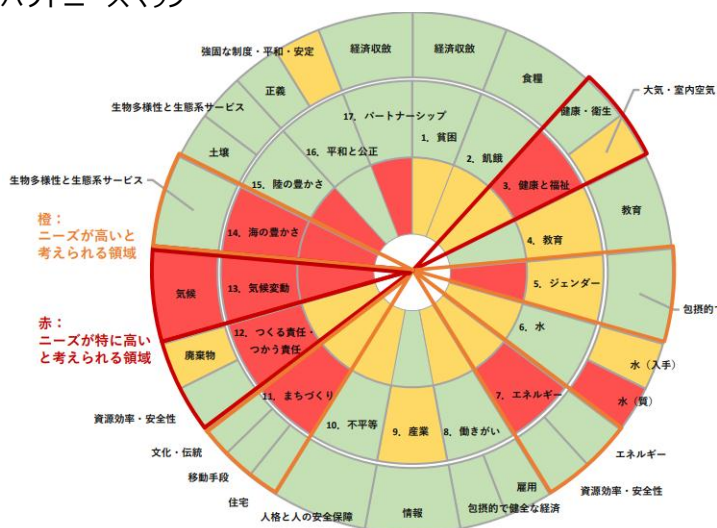 パクトニーズマップ
強固な制度・平和・安定
経済収斂
経済収斂
食糧
健康・衛生
大気・室内空気
正義
生物多様性と生態系サービス
土壌
生物多様性と生態系サービス
17. パートナーシップ
1. 貧困
16. 平和と公正
2. 飢餓
15. 陸の豊かさ
3. 健康と福祉
教育
橙：
ニーズが高いと
考えられる領域
14. 海の豊かさ
4. 教育
気候
13. 気候変動
5. ジェンダー
包摂的で
赤：
ニーズが特に高い
と考えられる領域
12. つくる責任・
つかう責任
6. 水
廃棄物
水（入手）
水（質）
11. まちづくり
7. エネルギー
資源効率・安全性
10. 不平等
9. 産業
8. 働きがい
文化・伝統
エネルギー
移動手段
資源効率・安全性
住宅
雇用
人格と人の安全保障
情報
包摂的で健全な経済